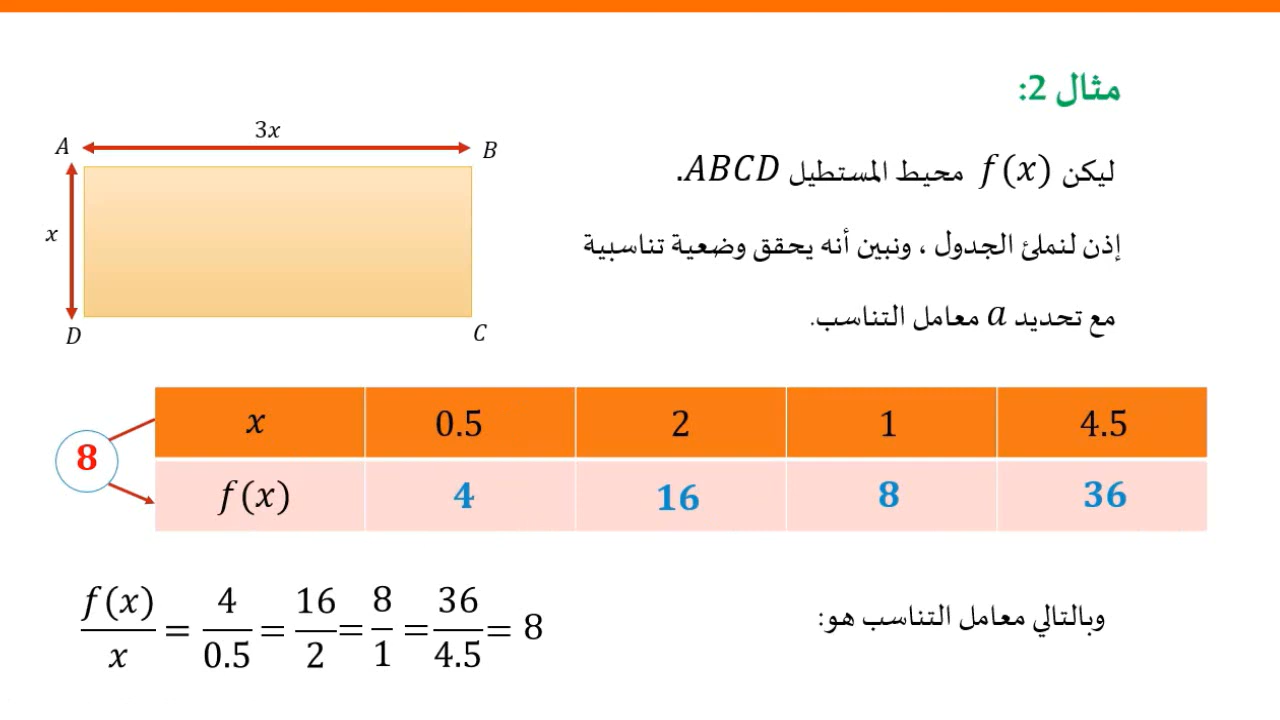 مثال 2:
ليكن f(x) محيط المستطيل ABCD.
إذن لنملئ الجدول ، ونبين أنه يحقق وضعية تناسبية
مع تحديد a معامل التناسب.
3x
A B
x
D C
x 0.5 2 1 4.5
8
f(x) 4 16 8 36
وبالتالي معامل التناسب هو:
f(x)/x = 4/0.5 = 16/2 = 8/1 = 36/4.5 = 8